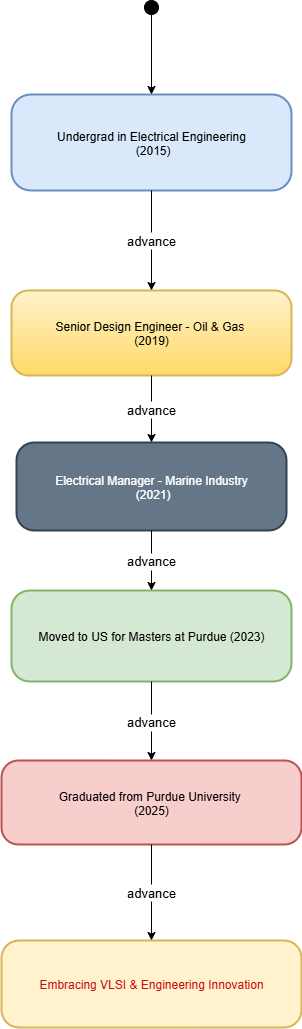 Undergrad in Electrical Engineering
(2015)
advance
Senior Design Engineer - Oil & Gas
(2019)
advance
Electrical Manager - Marine Industry
(2021)
advance
Moved to US for Masters at Purdue (2023)
advance
Graduated from Purdue University
(2025)
advance
Embracing VLSI & Engineering Innovation